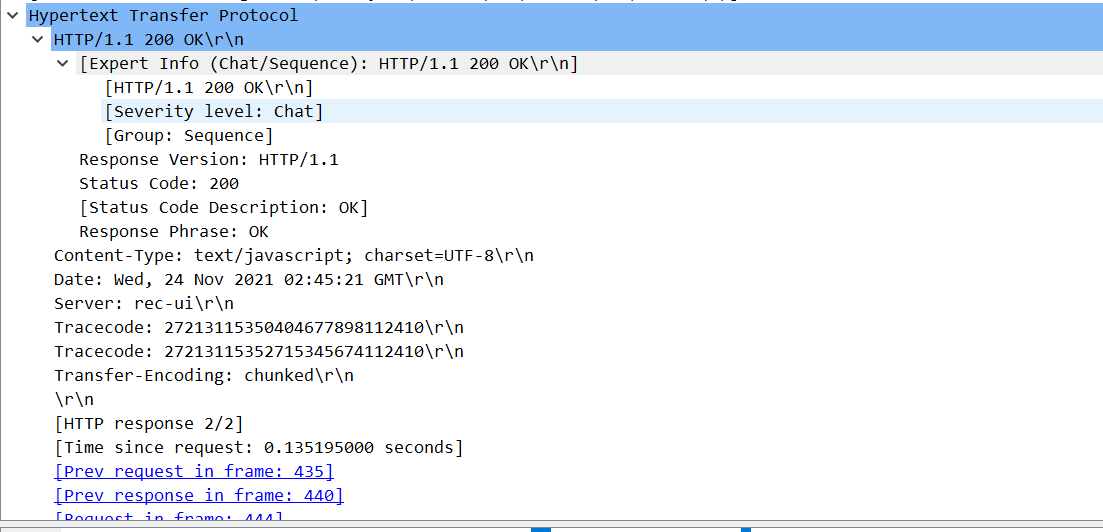 Hypertext Transfer Protocol
HTTP/1.1 200 OK\r\n
[Expert Info (Chat/Sequence): HTTP/1.1 200 OK\r\n]
[HTTP/1.1 200 OK\r\n]
[Severity level: Chat]
[Group: Sequence]
Response Version: HTTP/1.1
Status Code: 200
[Status Code Description: OK]
Response Phrase: OK
Content-Type: text/javascript; charset=UTF-8\r\n
Date: Wed, 24 Nov 2021 02:45:21 GMT\r\n
Server: rec-ui\r\n
Tracecode: 27213115350404677898112410\r\n
Tracecode: 27213115352715345674112410\r\n
Transfer-Encoding: chunked\r\n
\r\n
[HTTP response 2/2]
[Time since request: 0.135195000 seconds]
[Prev request in frame: 435]
[Prev response in frame: 440]
[Request in frame: 444]